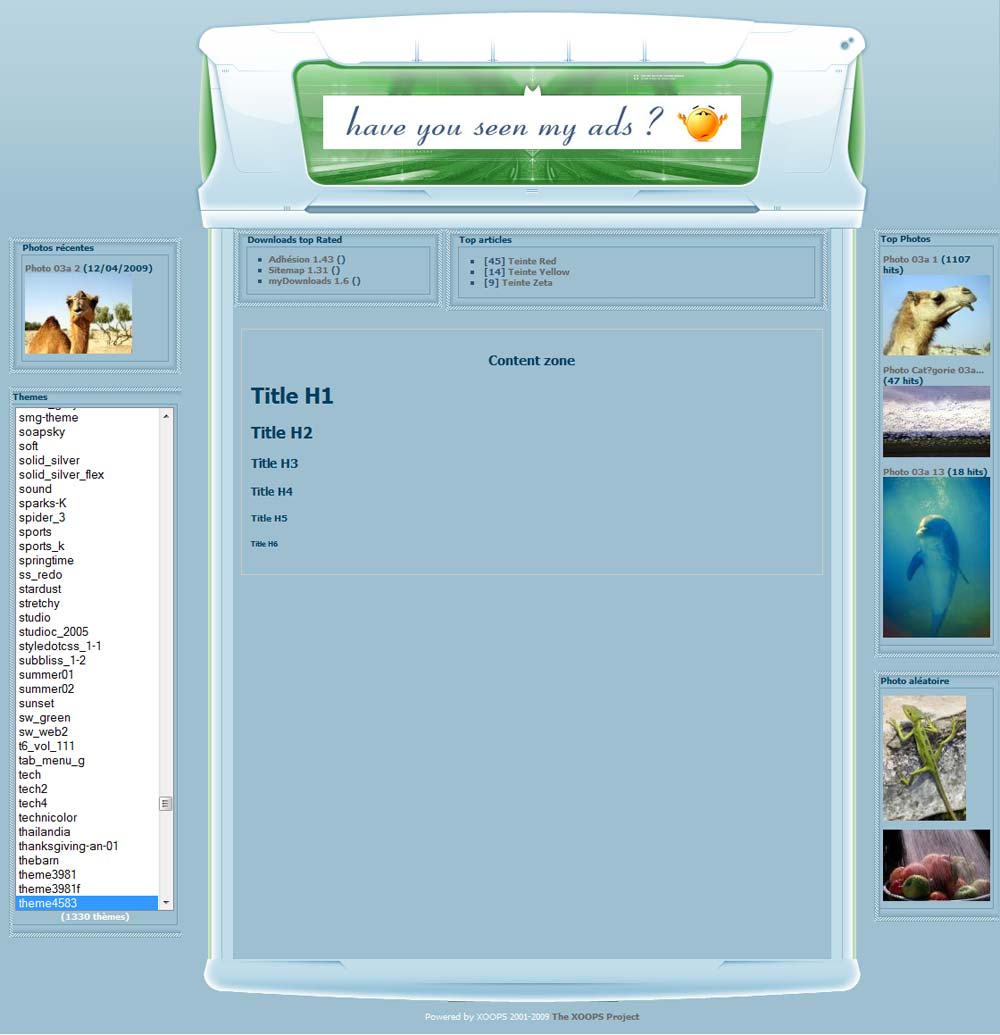 have you seen my ads ?
Photos récentes
Photo 03a 2 (12/04/2009)
Themes
smg-theme
soapsky
soft
solid_silver
solid_silver_flex
sound
sparks-K
spider_3
sports
sports_k
springtime
ss_redo
stardust
stretchy
studio
studioc_2005
styledotcss_1-1
subbliss_1-2
summer01
summer02
sunset
sw_green
sw_web2
t6_vol_111
tab_menu_g
tech
tech2
tech4
technicolor
thailandia
thanksgiving-an-01
thebarn
theme3981
theme3981f
theme4583
(1330 thèmes)
Downloads top Rated
Adhésion 1.43 ()
Sitemap 1.31 ()
myDownloads 1.6 ()
Top articles
[45] Teinte Red
[14] Teinte Yellow
[9] Teinte Zeta
Content zone
Title H1
Title H2
Title H3
Title H4
Title H5
Title H6
Top Photos
Photo 03a 1 (1107
hits)
Photo Cat?gorie 03a...
(47 hits)
Photo 03a 13 (18 hits)
Photo aléatoire
Powered by XOOPS 2001-2009 The XOOPS Project